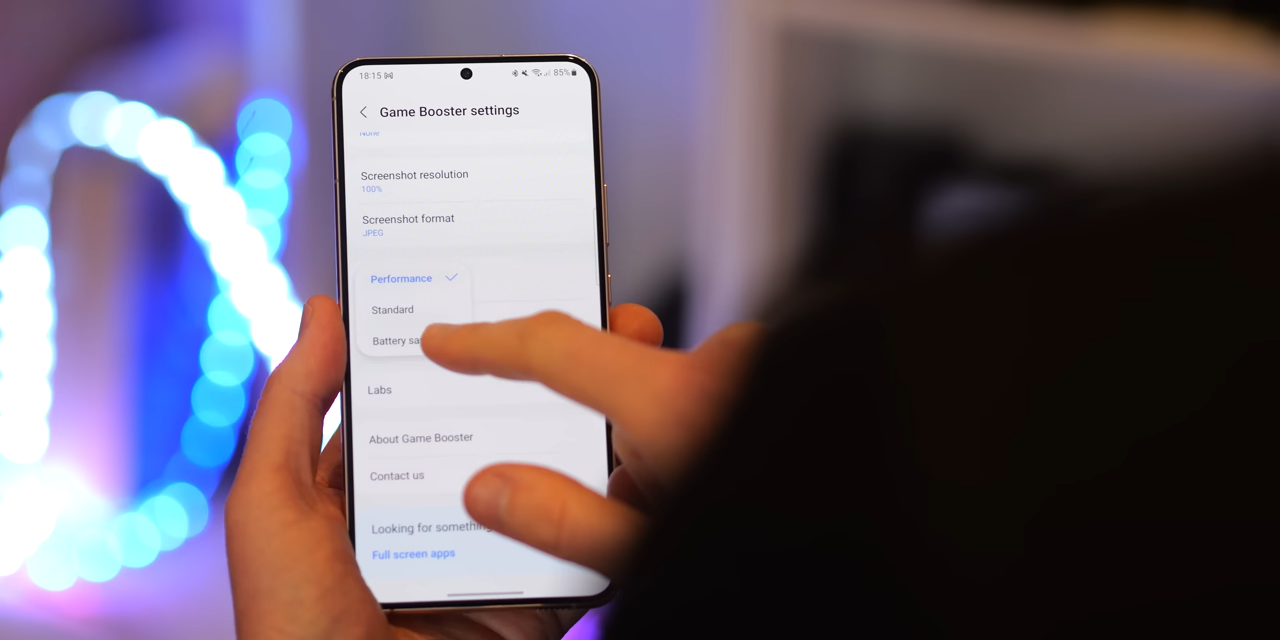 18:15
85%
Game Booster settings
None
Screenshot resolution
100%
Screenshot format
JPEG
Performance
Standard
Battery sa
Labs
About Game Booster
Contact us
Looking for something
Full screen apps